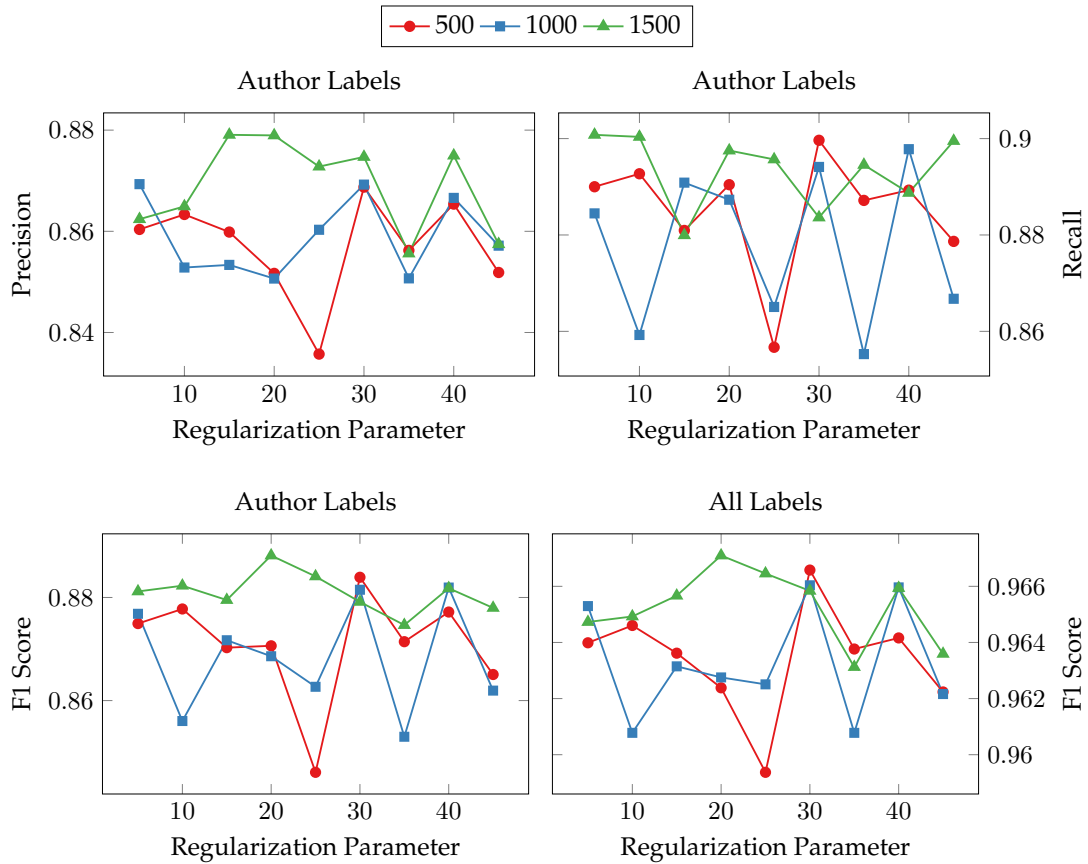 500 1000 1500
Author Labels
0.88
0.86
0.84
Precision
10 20 30 40
Regularization Parameter
Author Labels
0.9
0.88
0.86
Recall
10 20 30 40
Regularization Parameter
Author Labels
0.88
0.86
F1 Score
10 20 30 40
Regularization Parameter
All Labels
0.966
0.964
0.962
0.96
F1 Score
10 20 30 40
Regularization Parameter